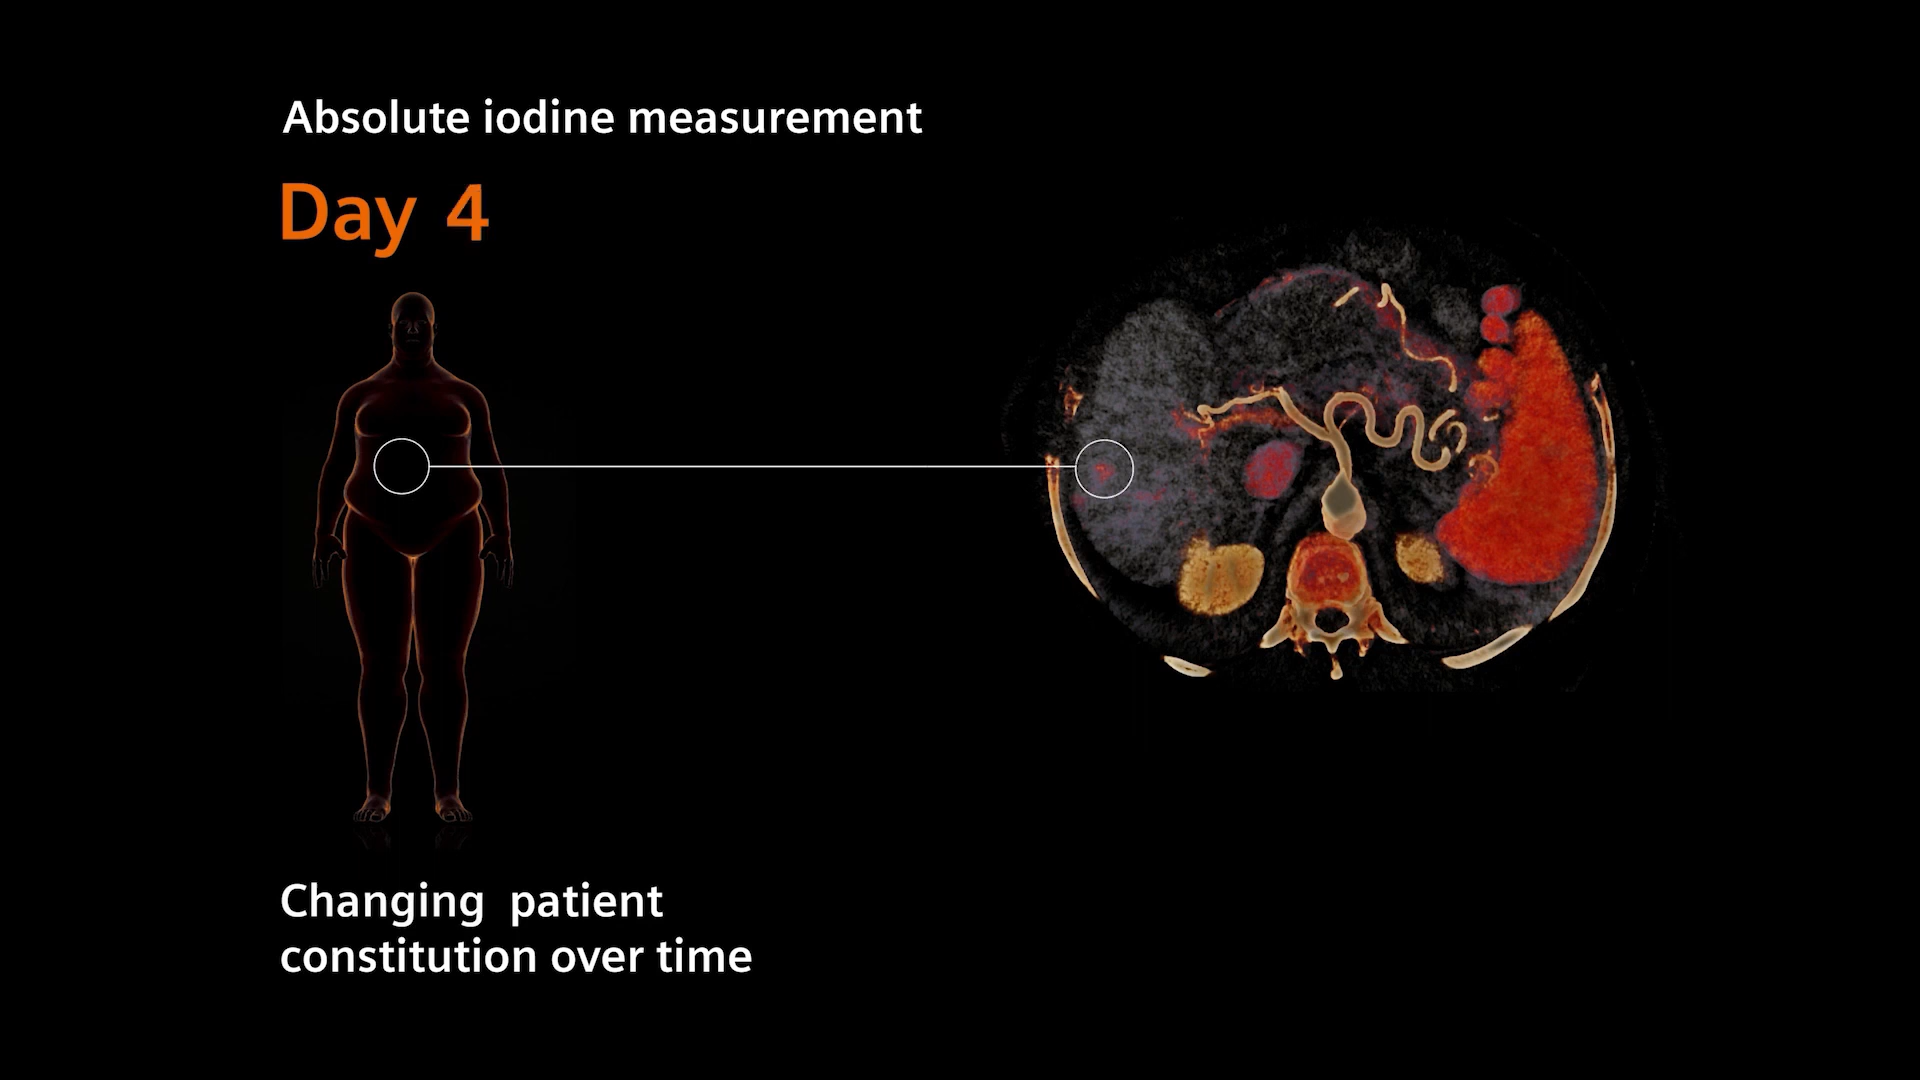 Absolute iodine measurement
Day 4
Changing patient
constitution over time